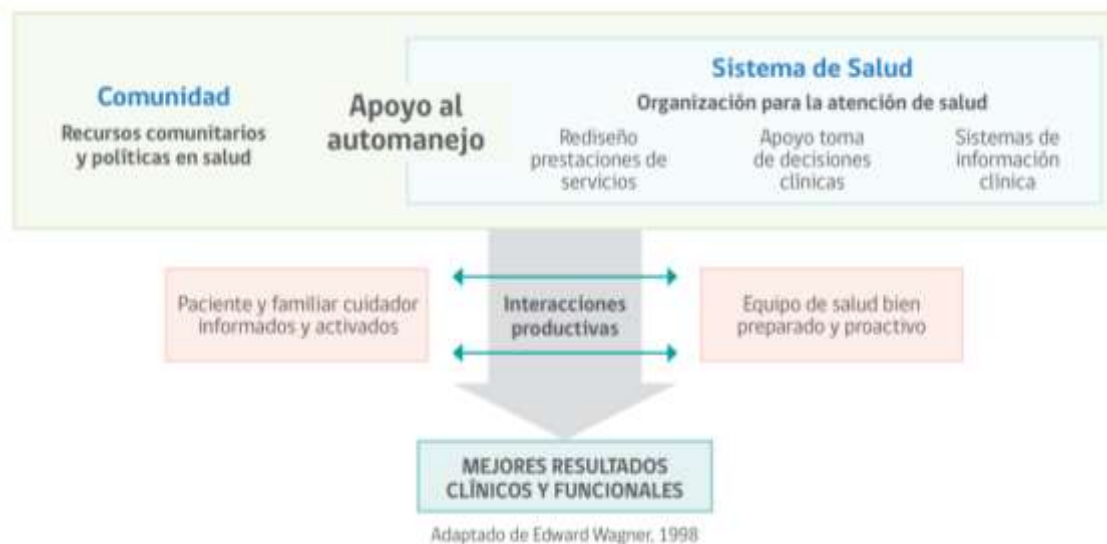 Comunidad
Recursos comunitarios
y políticas en salud
Apoyo al
automanejo
Sistema de Salud
Organización para la atención de salud
Rediseño
prestaciones de
servicios
Apoyo toma
de decisiones
clínicas
Sistemas de
información
clínica
Paciente y familiar cuidador
informados y activados
Interacciones
productivas
Equipo de salud bien
preparado y proactivo
MEJORES RESULTADOS
CLÍNICOS Y FUNCIONALES
Adaptado de Edward Wagner, 1998